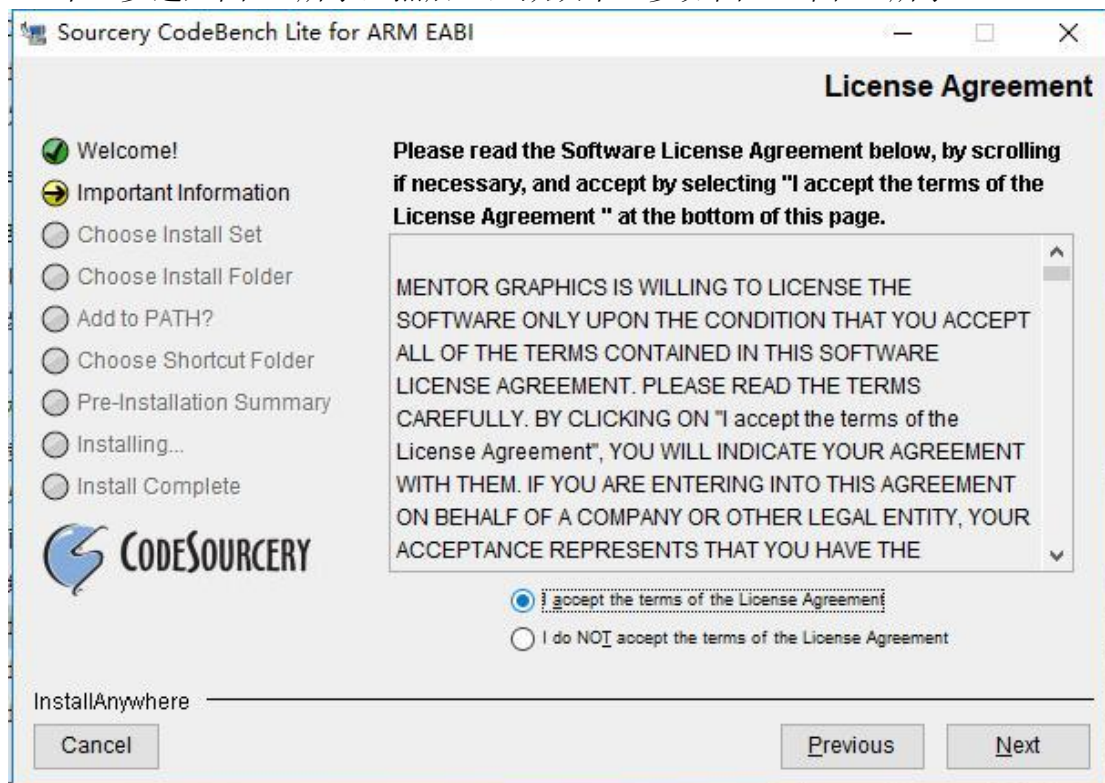 Sourcery CodeBench Lite for ARM EABI
License Agreement
Welcome!
Important Information
Choose Install Set
Choose Install Folder
Add to PATH?
Choose Shortcut Folder
Pre-Installation Summary
Installing...
Install Complete
CODESOURCERY
Please read the Software License Agreement below, by scrolling
if necessary, and accept by selecting "I accept the terms of the
License Agreement " at the bottom of this page.
MENTOR GRAPHICS IS WILLING TO LICENSE THE
SOFTWARE ONLY UPON THE CONDITION THAT YOU ACCEPT
ALL OF THE TERMS CONTAINED IN THIS SOFTWARE
LICENSE AGREEMENT. PLEASE READ THE TERMS
CAREFULLY. BY CLICKING ON "I accept the terms of the
License Agreement", YOU WILL INDICATE YOUR AGREEMENT
WITH THEM. IF YOU ARE ENTERING INTO THIS AGREEMENT
ON BEHALF OF A COMPANY OR OTHER LEGAL ENTITY, YOUR
ACCEPTANCE REPRESENTS THAT YOU HAVE THE
I accept the terms of the License Agreement
I do NOT accept the terms of the License Agreement
InstallAnywhere
Cancel
Previous
Next